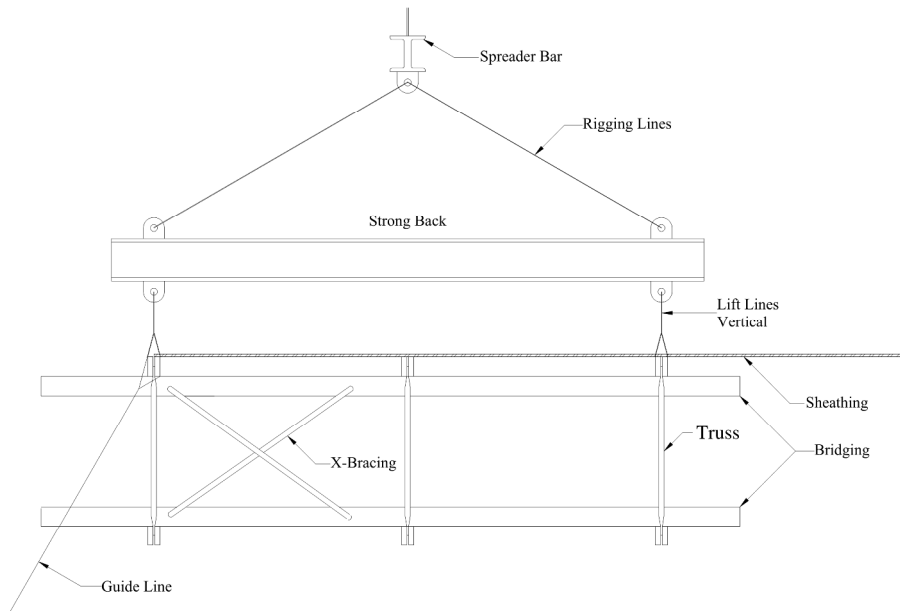 Spreader Bar
Rigging Lines
Strong Back
Lift Lines
Vertical
Sheathing
Truss
X-Bracing
Bridging
Guide Line